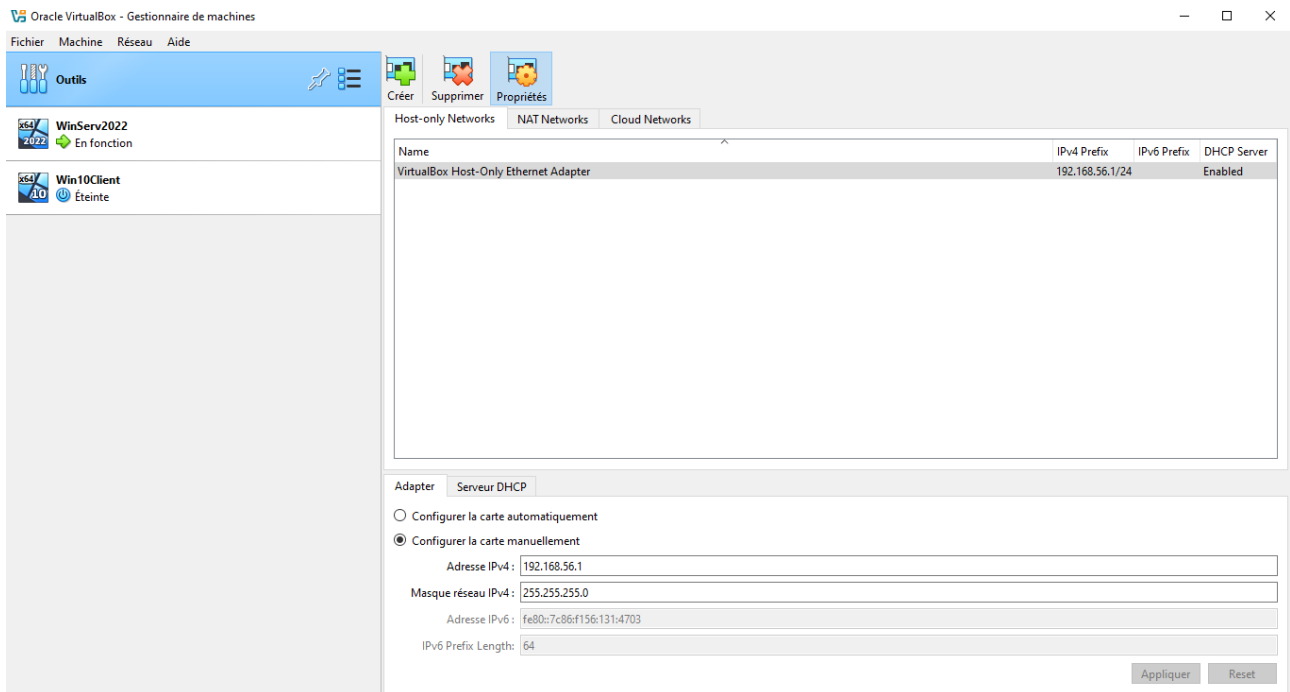 Oracle VirtualBox - Gestionnaire de machines
Fichier Machine Réseau Aide
Outils
x64
2022
WinServ2022
En fonction
x64
10
Win10Client
Éteinte
Créer Supprimer Propriétés
Host-only Networks NAT Networks Cloud Networks
Name IPv4 Prefix IPv6 Prefix DHCP Server
VirtualBox Host-Only Ethernet Adapter 192.168.56.1/24 Enabled
Adapter Serveur DHCP
Configurer la carte automatiquement
Configurer la carte manuellement
Adresse IPv4 : 192.168.56.1
Masque réseau IPv4 : 255.255.255.0
Adresse IPv6 : fe80::7c86:f156:131:4703
IPv6 Prefix Length: 64
Appliquer Reset